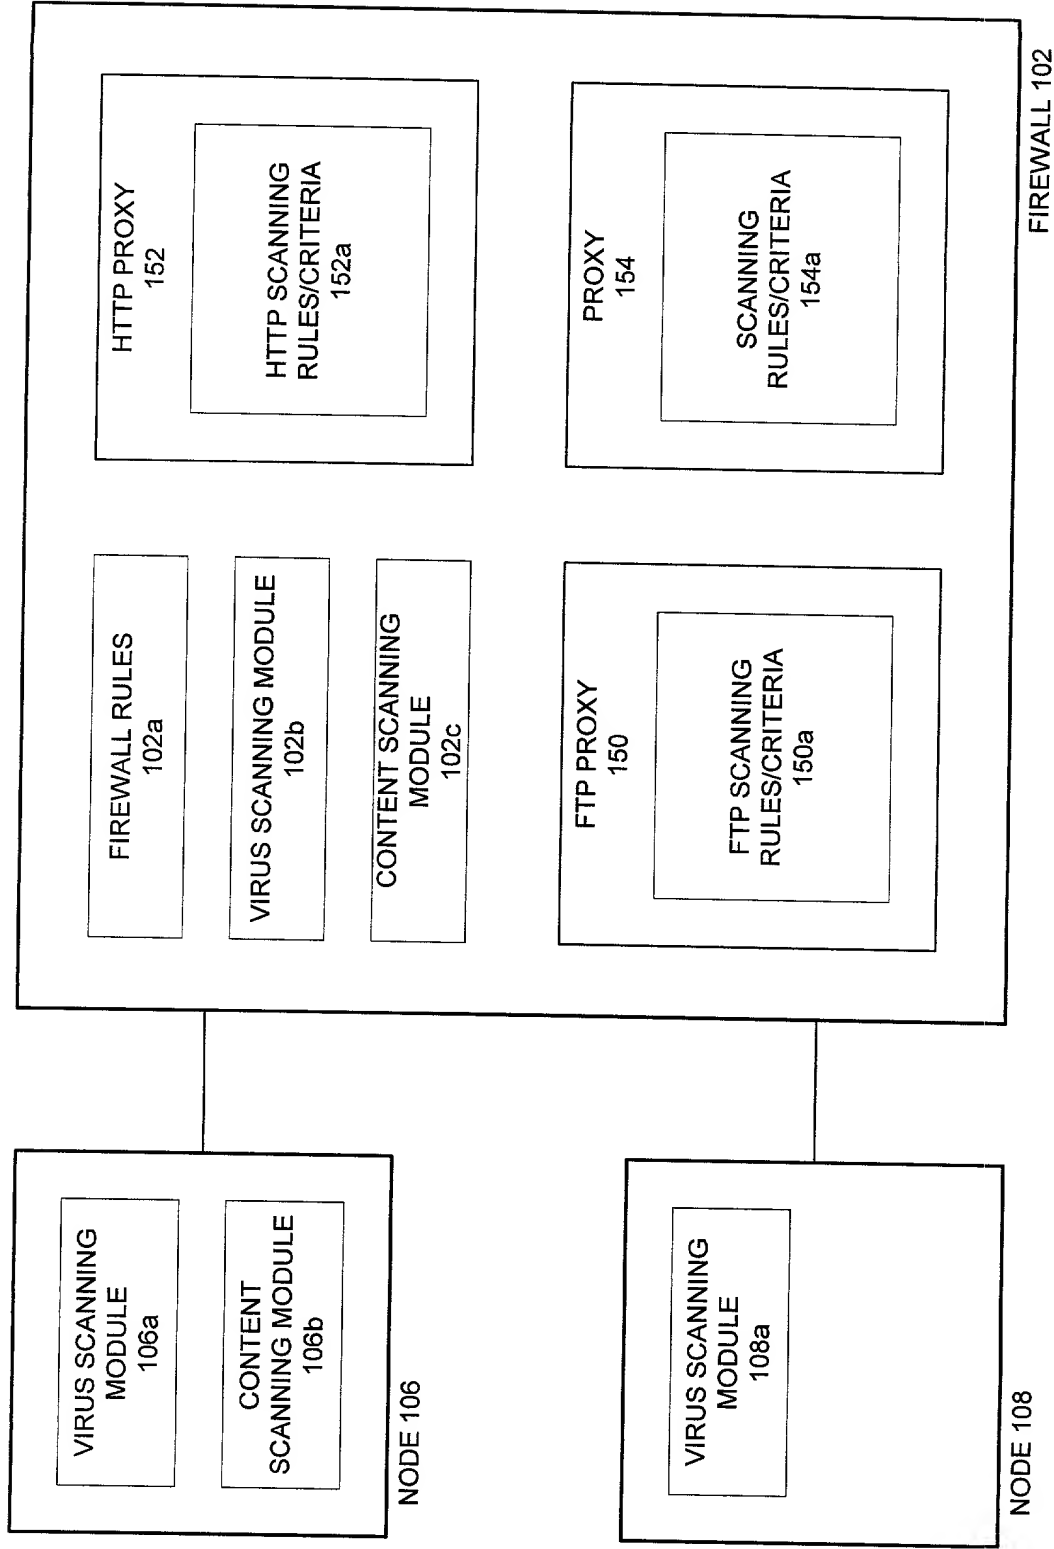 VIRUS SCANNING
MODULE
106a
CONTENT
SCANNING MODULE
106b
NODE 106
VIRUS SCANNING
MODULE
108a
NODE 108
FIREWALL RULES
102a
VIRUS SCANNING MODULE
102b
CONTENT SCANNING
MODULE
102c
HTTP PROXY
152
HTTP SCANNING
RULES/CRITERIA
152a
FTP PROXY
150
FTP SCANNING
RULES/CRITERIA
150a
PROXY
154
SCANNING
RULES/CRITERIA
154a
FIREWALL 102